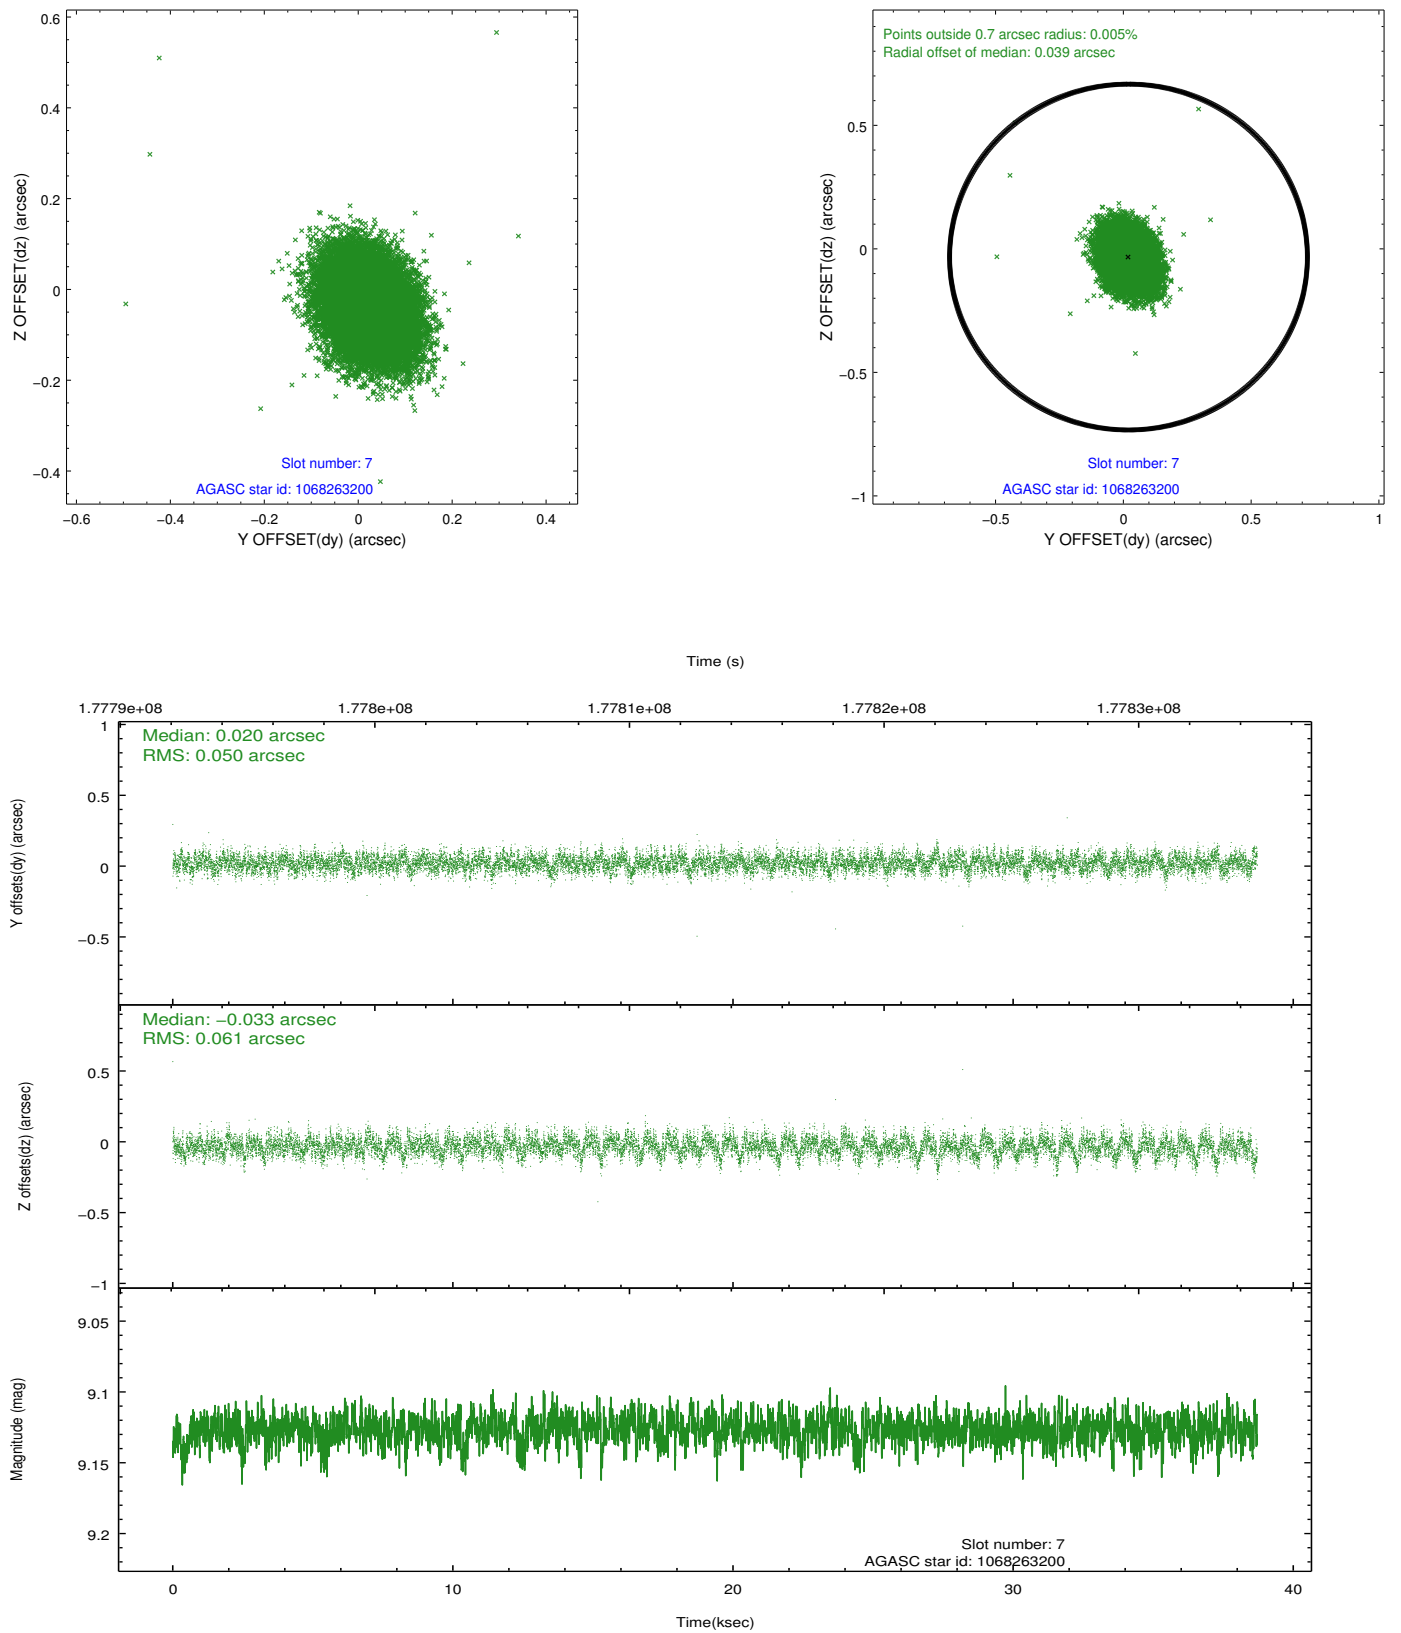 0.6
0.4
0.2
0
−0.2
−0.4
−0.6
−0.4
−0.2
0
0.2
0.4
Z OFFSET(dz) (arcsec)
Y OFFSET(dy) (arcsec)
Slot number: 7
AGASC star id: 1068263200
Points outside 0.7 arcsec radius: 0.005%
Radial offset of median: 0.039 arcsec
0.5
0
−0.5
−1
−0.5
0
0.5
1
Z OFFSET(dz) (arcsec)
Y OFFSET(dy) (arcsec)
Slot number: 7
AGASC star id: 1068263200
Time (s)
1.7779e+08
1.778e+08
1.7781e+08
1.7782e+08
1.7783e+08
Median: 0.020 arcsec
RMS: 0.050 arcsec
1
0.5
0
−0.5
Y offsets(dy) (arcsec)
Median: −0.033 arcsec
RMS: 0.061 arcsec
0.5
0
−0.5
−1
Z offsets(dz) (arcsec)
9.05
9.1
9.15
9.2
Magnitude (mag)
Slot number: 7
AGASC star id: 1068263200
0
10
20
30
40
Time(ksec)